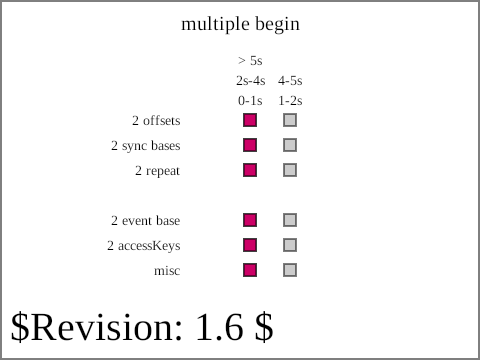 multiple begin
> 5s
2s-4s 4-5s
0-1s 1-2s
2 offsets
2 sync bases
2 repeat
2 event base
2 accessKeys
misc
$Revision: 1.6 $